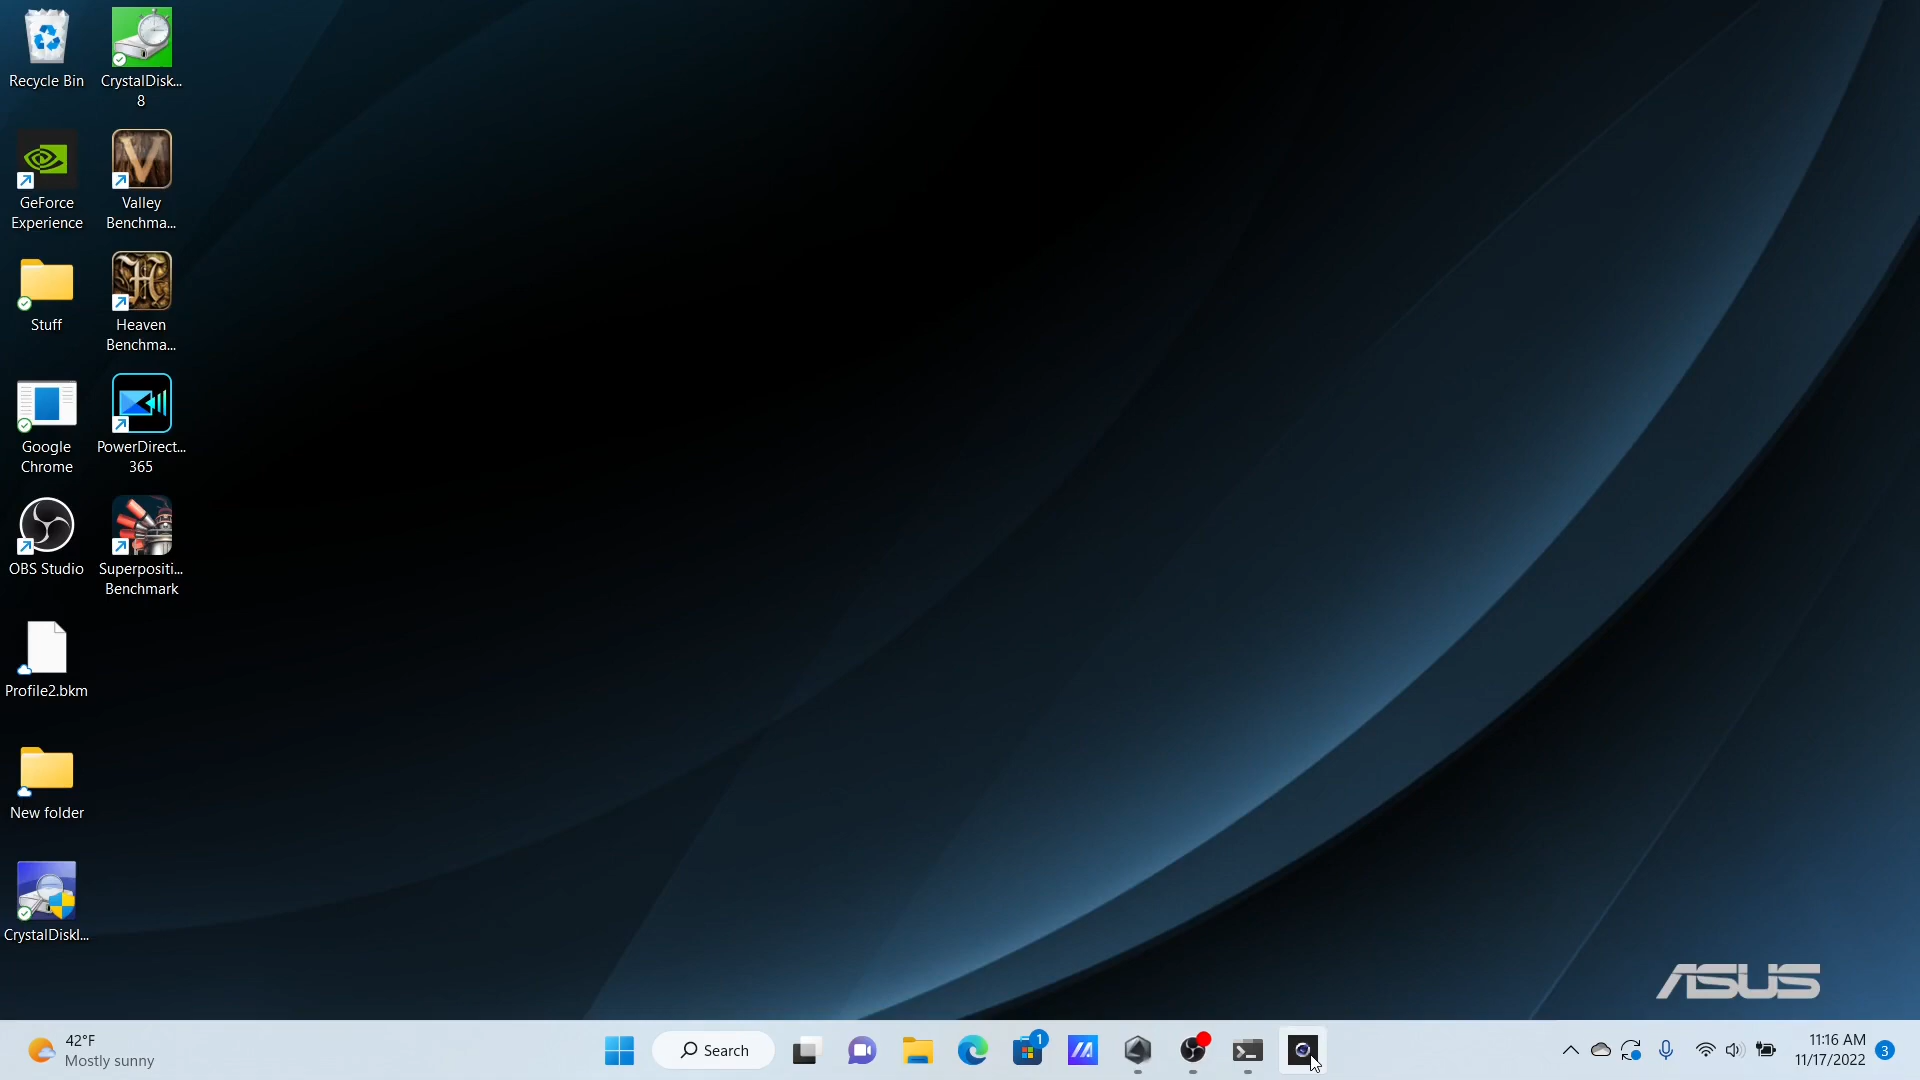 Recycle Bin
CrystalDisk...
8
GeForce
Experience
Valley
Benchma...
Stuff
Heaven
Benchma...
Google
Chrome
PowerDirect...
365
OBS Studio
Superpositi...
Benchmark
Profile2.bkm
New folder
CrystalDiskI...
ASUS
42°F
Mostly sunny
Search
1
11:16 AM
11/17/2022
3